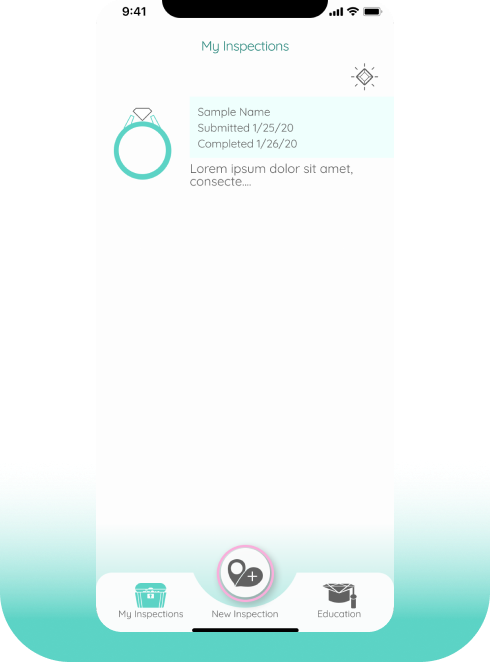 9:41
My Inspections
Sample Name
Submitted 1/25/20
Completed 1/26/20
Lorem ipsum dolor sit amet,
consecte....
My Inspections
New Inspection
Education